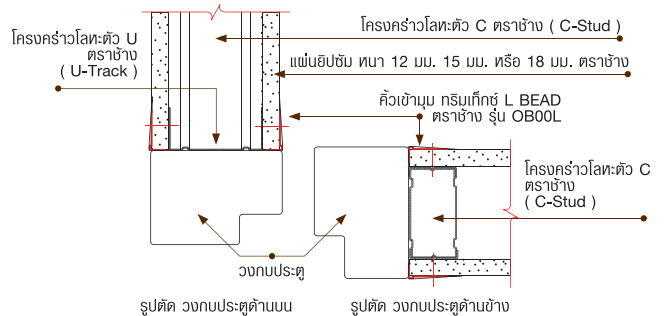 โครงคร่าวโลหะตัว U
ตราช้าง
( U-Track )
โครงคร่าวโลหะตัว C ตราช้าง ( C-Stud )
แผ่นยิปซัม หนา 12 มม. 15 มม. หรือ 18 มม. ตราช้าง
คิ้วเข้ามุม ทริมเท็กซ์ L BEAD
ตราช้าง รุ่น OB00L
โครงคร่าวโลหะตัว C
ตราช้าง
( C-Stud )
วงกบประตู
รูปตัด วงกบประตูด้านบน
รูปตัด วงกบประตูด้านข้าง